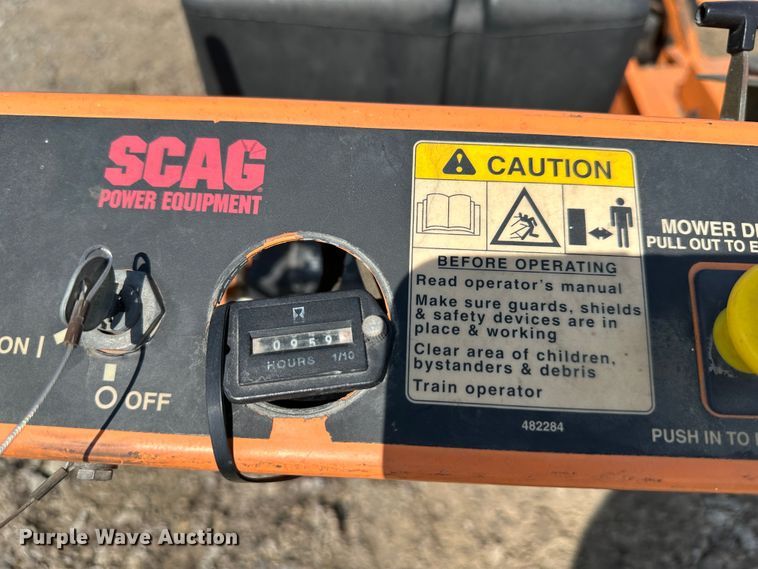 SCAG
POWER EQUIPMENT
CAUTION
BEFORE OPERATING
Read operator's manual
Make sure guards, shields
& safety devices are in
place & working
Clear area of children,
bystanders & debris
Train operator
482284
MOWER
PULL OUT TO
PUSH IN TO
ON
OFF
0959
HOURS 1/10
Purple Wave Auction